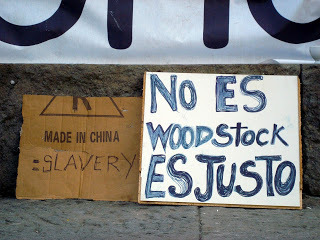 R
MADE IN CHINA
=SLAVERY
NO ES
WOODStock
ES JUSTO